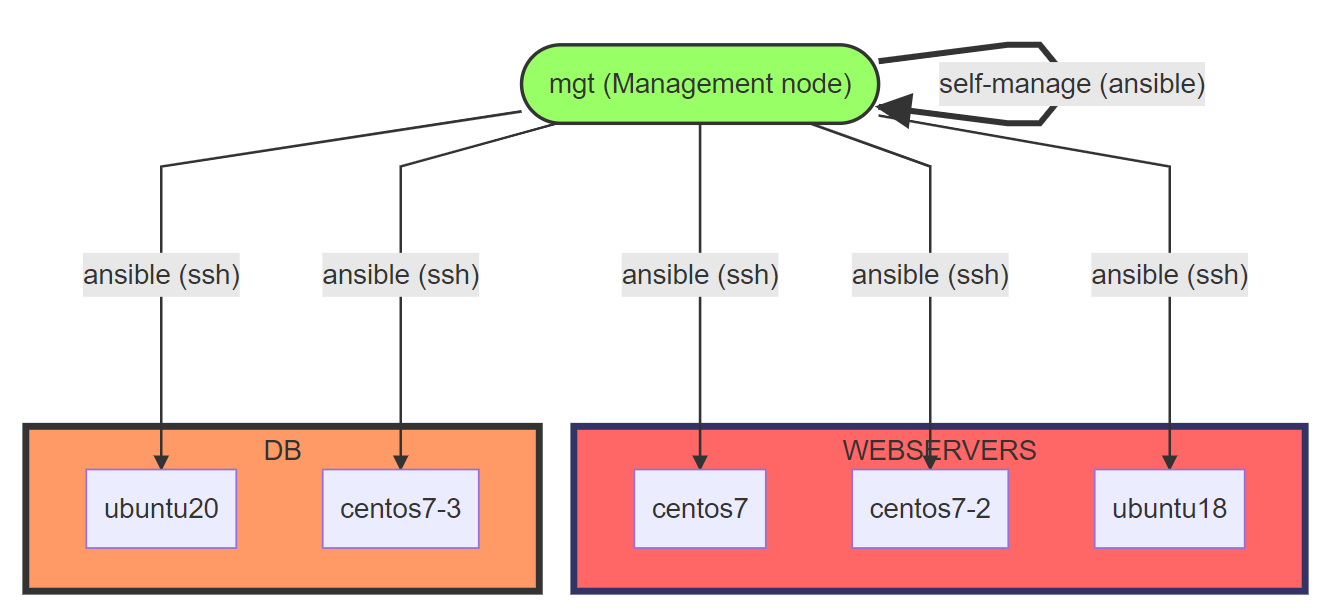 mgt (Management node)
self-manage (ansible)
ansible (ssh)
ansible (ssh)
ansible (ssh)
ansible (ssh)
ansible (ssh)
DB
WEBSERVERS
ubuntu20
centos7-3
centos7
centos7-2
ubuntu18